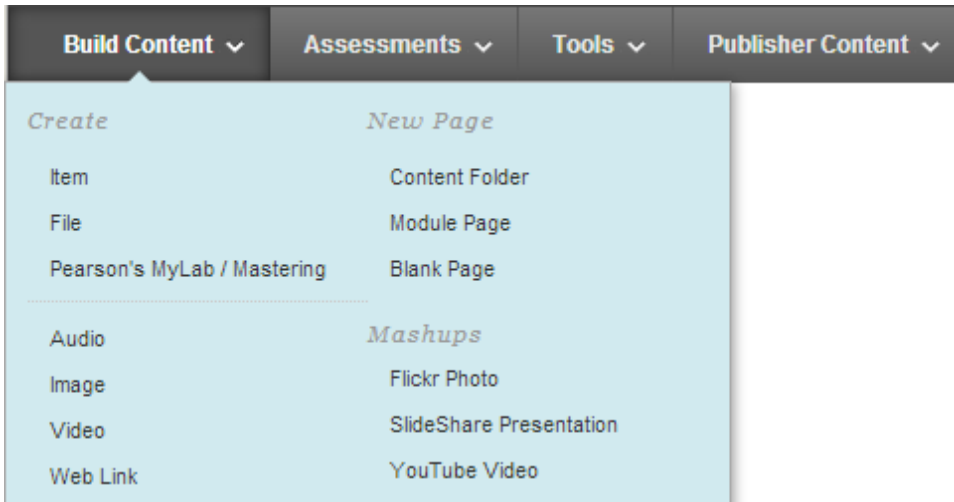 Build Content Assessments Tools Publisher Content
Create
Item
File
Pearson's MyLab / Mastering
Audio
Image
Video
Web Link
New Page
Content Folder
Module Page
Blank Page
Mashups
Flickr Photo
SlideShare Presentation
YouTube Video